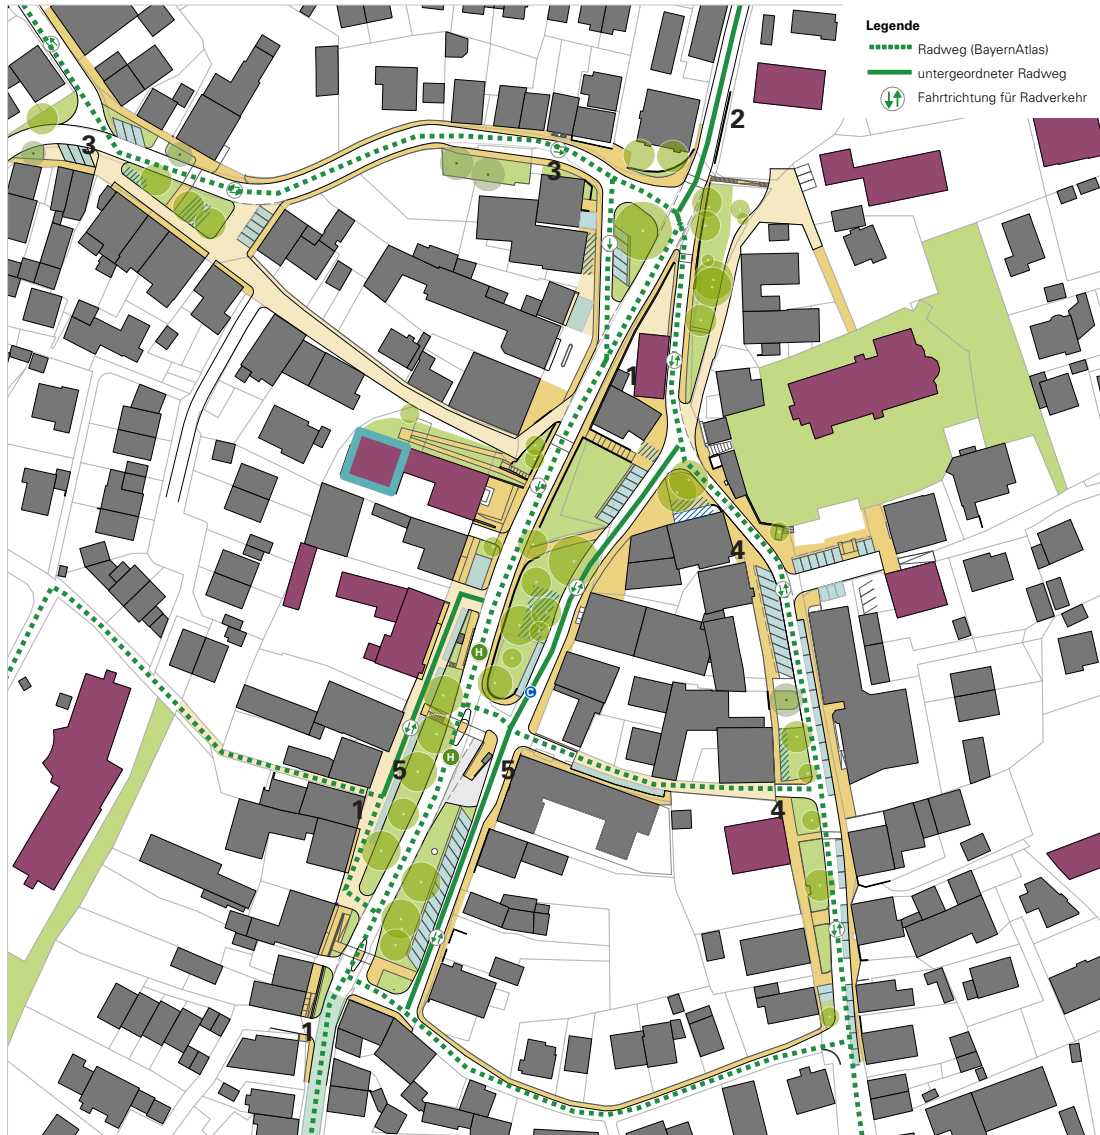 Legende
Radweg (BayernAtlas)
untergeordneter Radweg
Fahrtrichtung für Radverkehr
2
3
3
1
4
H
5
H
5
C
1
4
1